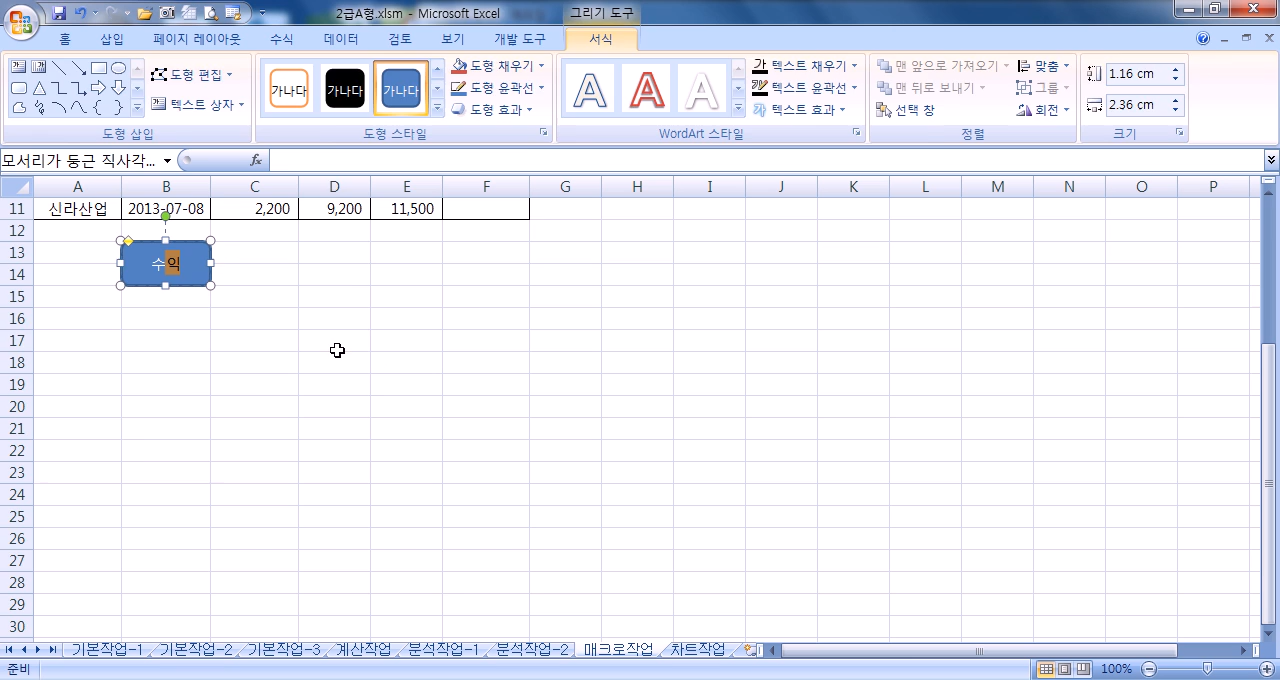 2급A형.xlsm - Microsoft Excel
그리기 도구
홈 삽입 페이지 레이아웃 수식 데이터 검토 보기 개발 도구 서식
도형 편집
텍스트 상자
도형 삽입
가나다 가나다 가나다
도형 채우기
도형 윤곽선
도형 효과
도형 스타일
A A A
텍스트 채우기
텍스트 윤곽선
텍스트 효과
WordArt 스타일
맨 앞으로 가져오기
맨 뒤로 보내기
선택 창
맞춤
그룹
회전
정렬
1.16 cm
2.36 cm
크기
모서리가 둥근 직사각... fx
A B C D E F G H I J K L M N O P
11 신라산업 2013-07-08 2,200 9,200 11,500
12
13
수익
14
15
16
17
18
19
20
21
22
23
24
25
26
27
28
29
30
기본작업-1 기본작업-2 기본작업-3 계산작업 분석작업-1 분석작업-2 매크로작업 차트작업
준비 100%